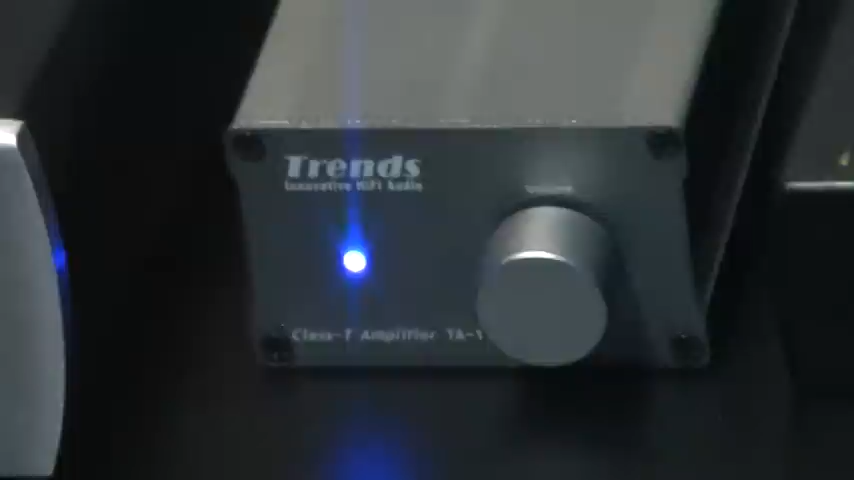 Trends
Innovative HiFi Audio
VOLUME
Class-T Amplifier TA-1